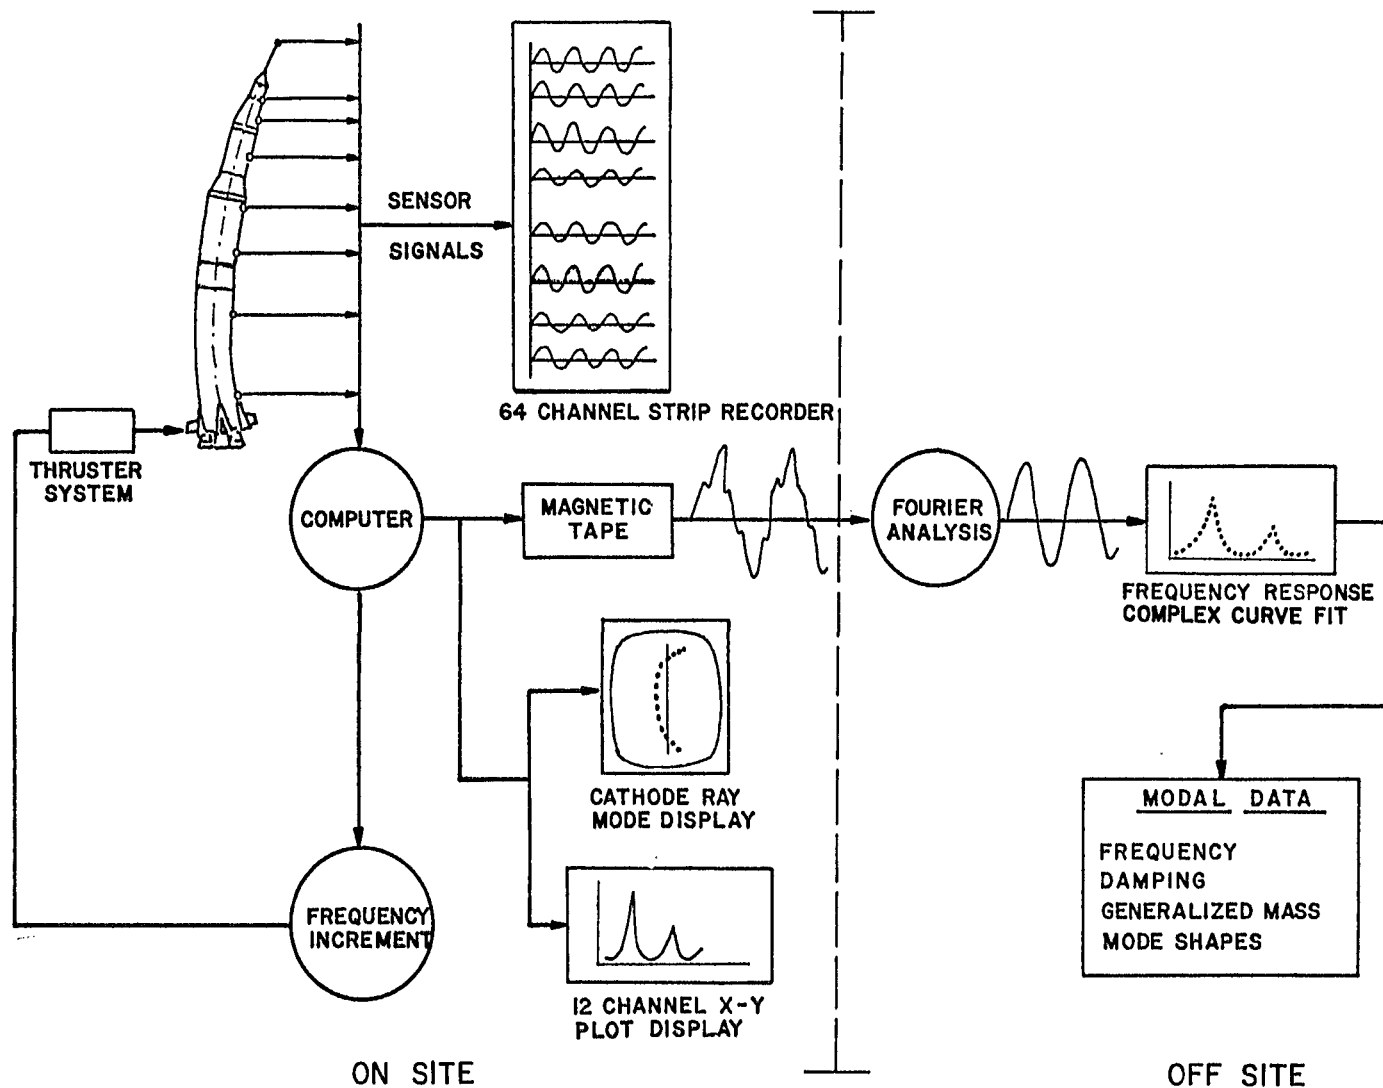 SENSOR
SIGNALS
64 CHANNEL STRIP RECORDER
THRUSTER
SYSTEM
COMPUTER
MAGNETIC
TAPE
FOURIER
ANALYSIS
FREQUENCY RESPONSE
COMPLEX CURVE FIT
CATHODE RAY
MODE DISPLAY
MODAL DATA
FREQUENCY
DAMPING
GENERALIZED MASS
MODE SHAPES
FREQUENCY
INCREMENT
12 CHANNEL X-Y
PLOT DISPLAY
ON SITE
OFF SITE